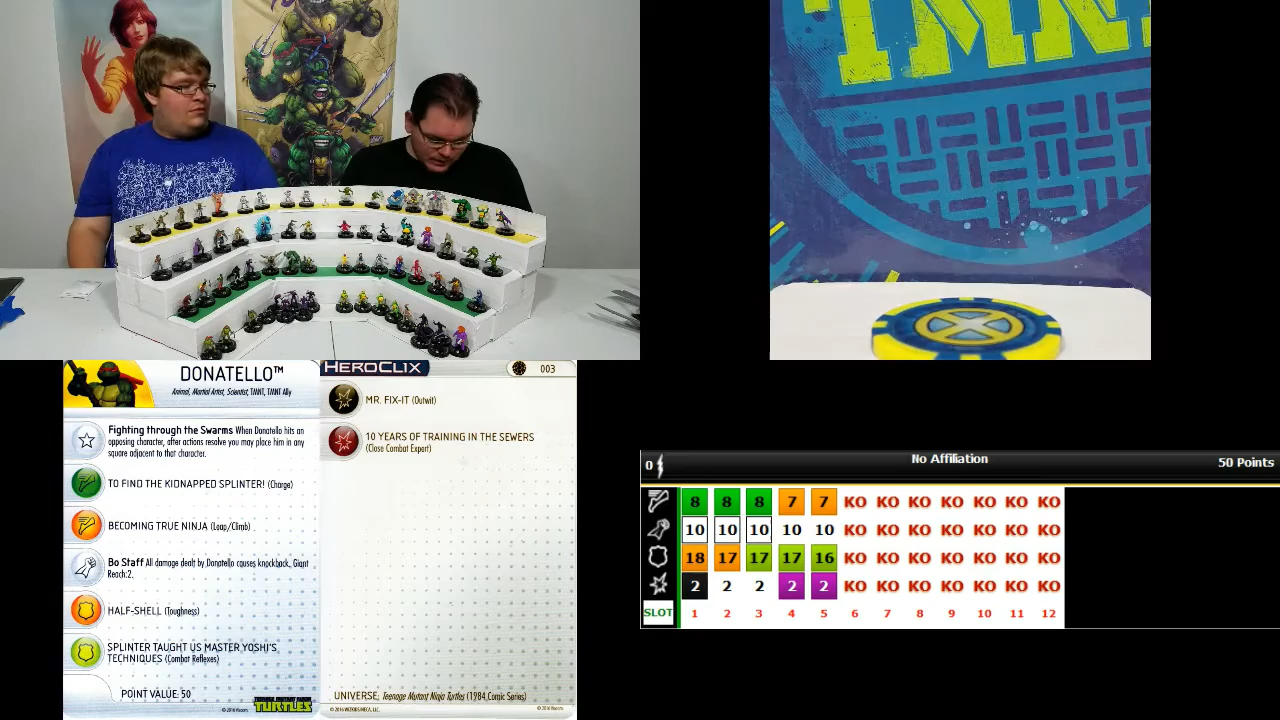 TMNT
DONATELLO™
Animal, Martial Artist, Scientist, TMNT, TMNT Ally
Fighting through the Swarms When Donatello hits an
opposing character, after actions resolve you may place him in any
square adjacent to that character.
TO FIND THE KIDNAPPED SPLINTER! (Charge)
BECOMING TRUE NINJA (Leap/Climb)
Bo Staff All damage dealt by Donatello causes knockback. Giant
Reach:2.
HALF-SHELL (Toughness)
SPLINTER TAUGHT US MASTER YOSHI'S
TECHNIQUES (Combat Reflexes)
POINT VALUE: 50
TURTLES
HEROCLIX
003
MR. FIX-IT (Outwit)
10 YEARS OF TRAINING IN THE SEWERS
(Close Combat Expert)
UNIVERSE: Teenage Mutant Ninja Turtles (1984 Comic Series)
© 2016 WIZKIDS/NECA, LLC.
© 2016 Viacom.
0 No Affiliation 50 Points
8 8 8 7 7 KO KO KO KO KO KO KO
10 10 10 10 10 KO KO KO KO KO KO KO
18 17 17 17 16 KO KO KO KO KO KO KO
2 2 2 2 2 KO KO KO KO KO KO KO
SLOT 1 2 3 4 5 6 7 8 9 10 11 12